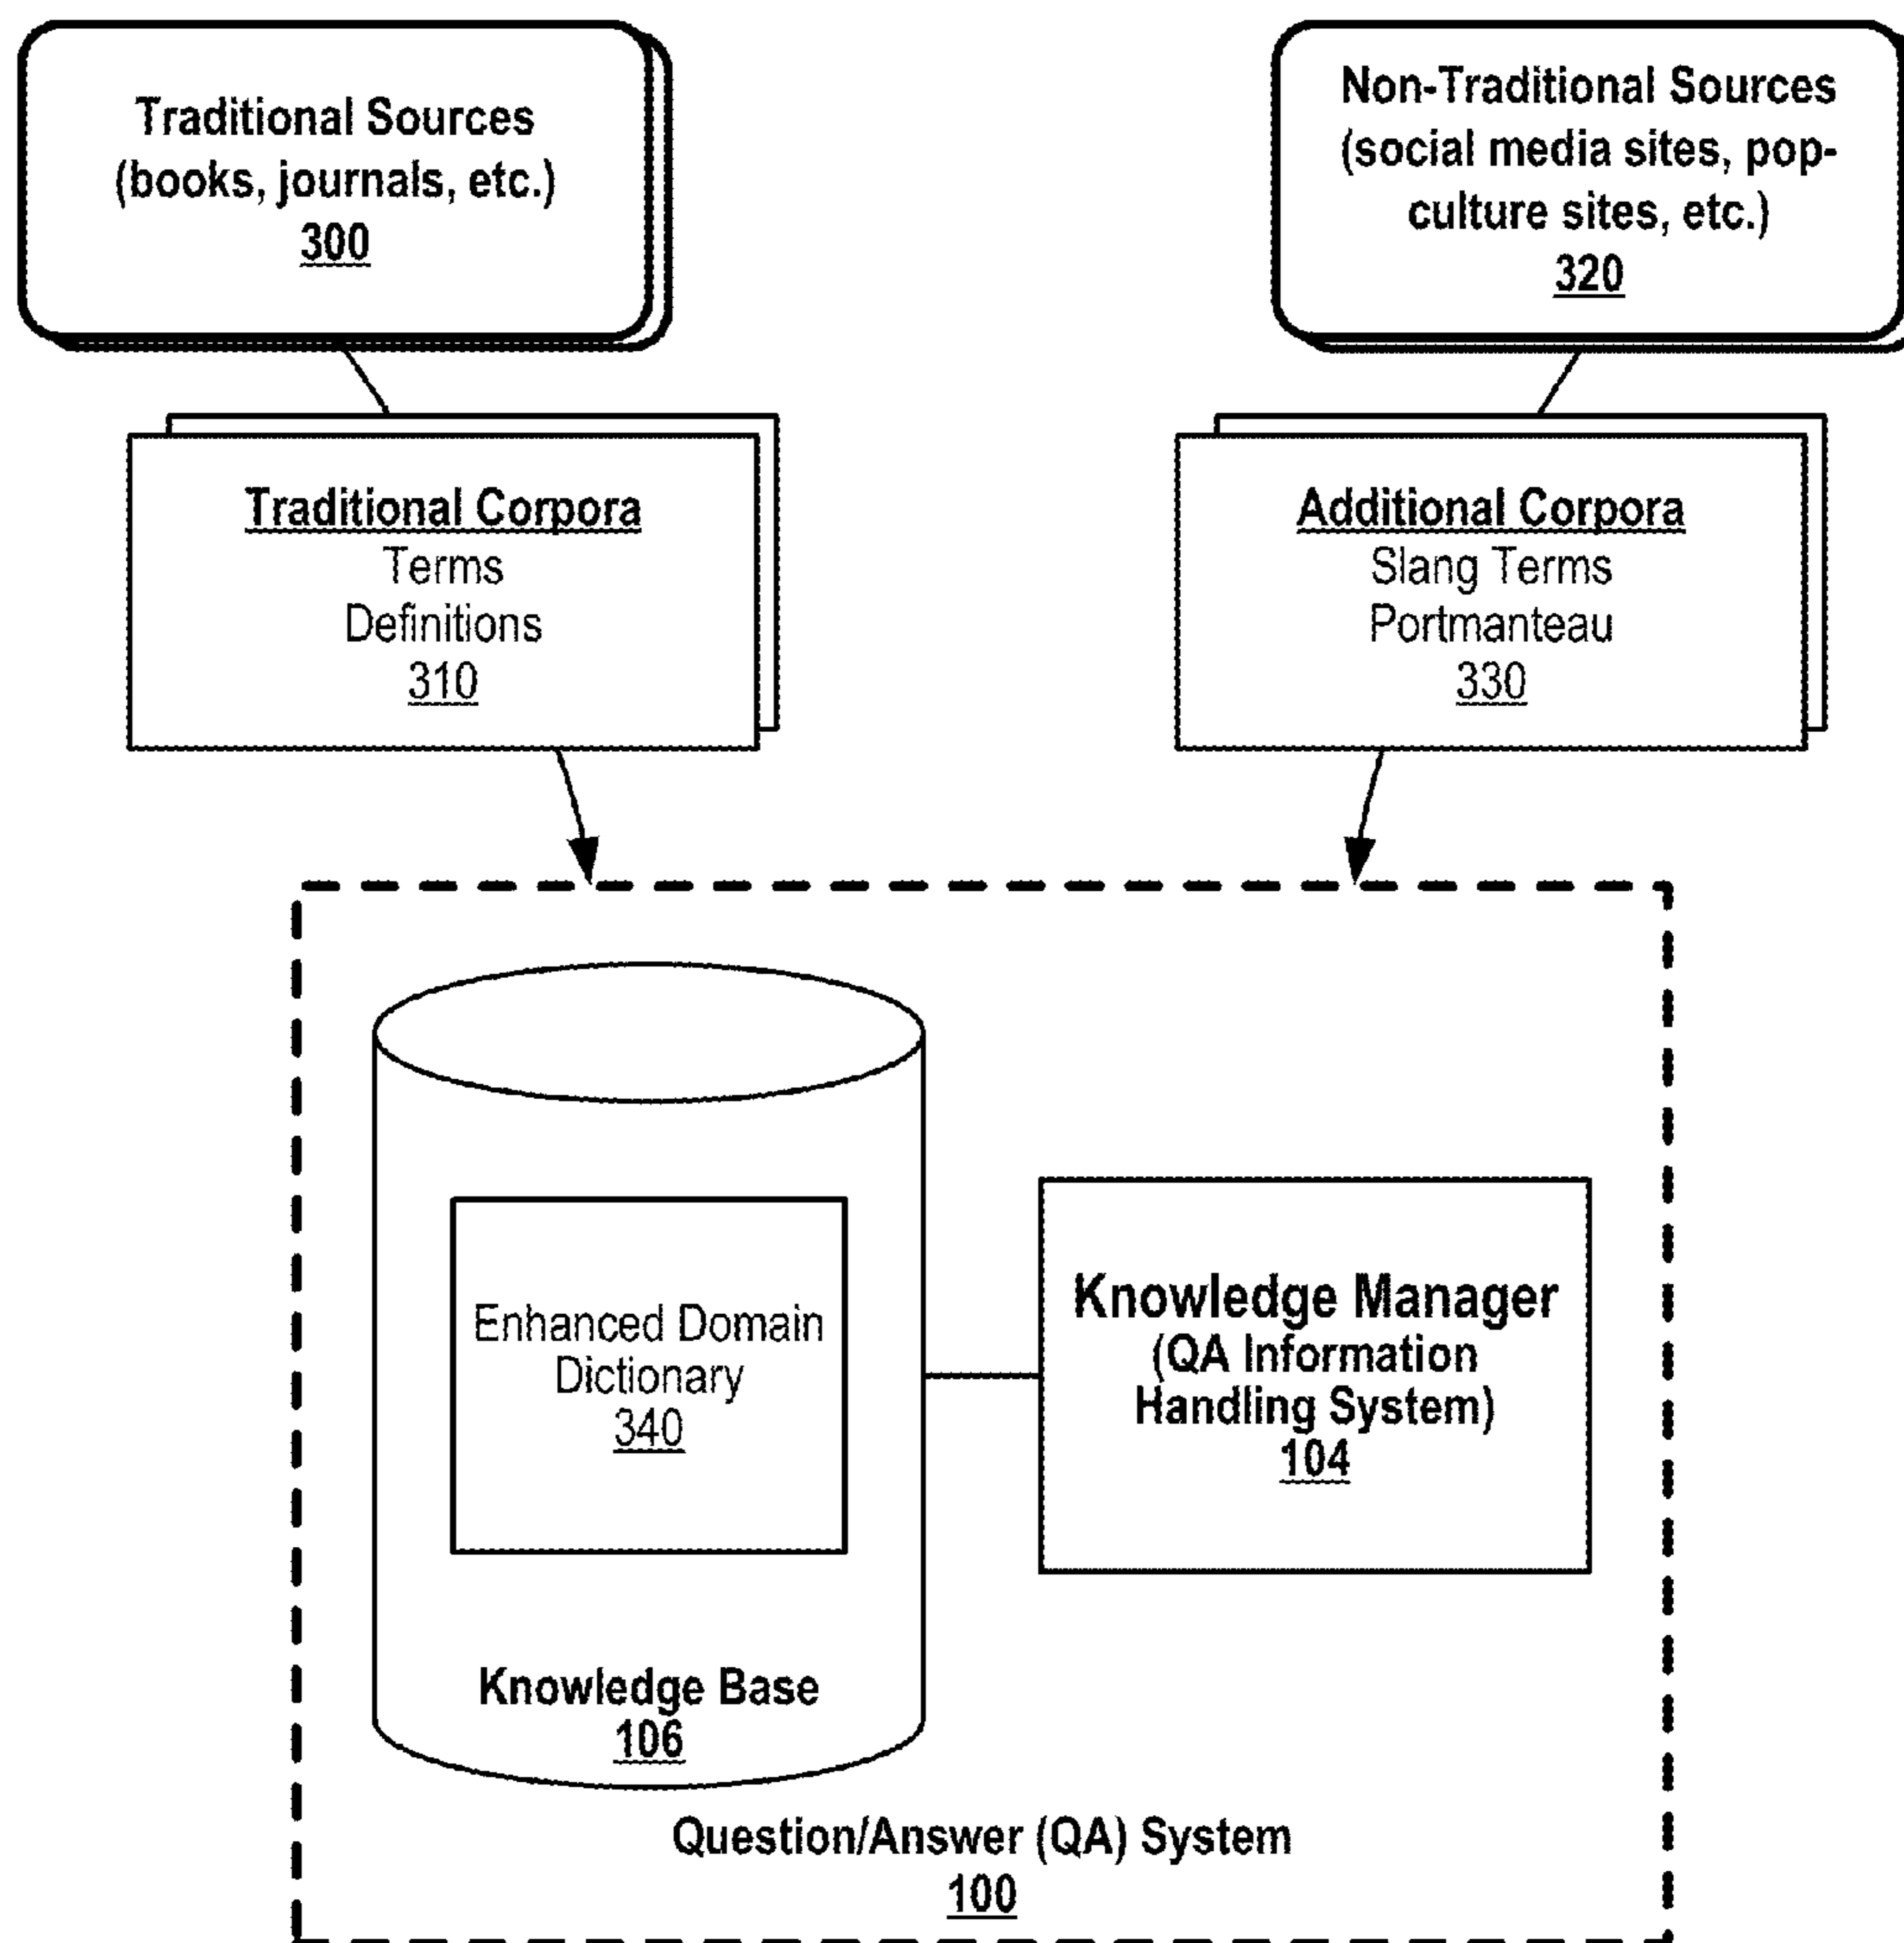 Traditional Sources
(books, journals, etc.)
300
Non-Traditional Sources
(social media sites, pop-
culture sites, etc.)
320
Traditional Corpora
Terms
Definitions
310
Additional Corpora
Slang Terms
Portmanteau
330
Enhanced Domain
Dictionary
340
Knowledge Manager
(QA Information
Handling System)
104
Knowledge Base
106
Question/Answer (QA) System
100